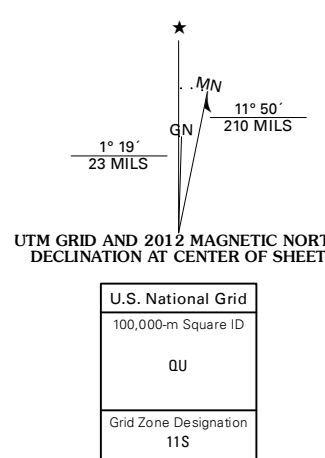 ★
MN
GN
11° 50´
210 MILS
1° 19´
23 MILS
UTM GRID AND 2012 MAGNETIC NORT
DECLINATION AT CENTER OF SHEET
U.S. National Grid
100,000-m Square ID
QU
Grid Zone Designation
11S